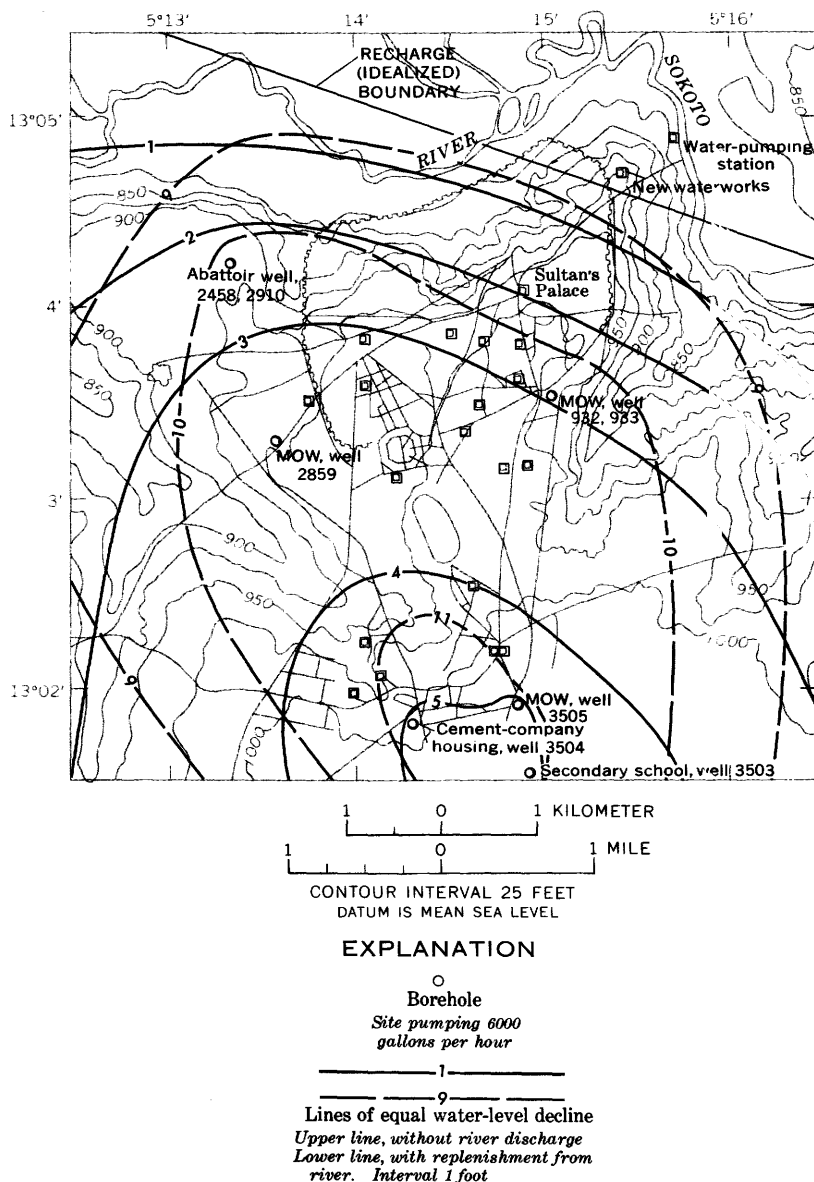 5°13'
14'
15'
5°16'
RECHARGE
(IDEALIZED)
BOUNDARY
SOKOTO
850
13°05'
RIVER
Water-pumping
station
New waterworks
1
9
850
900
2
Abattoir well,
2458, 2910
Sultan's
Palace
4'
850
900
900
850
850
3
9
MOW, well
932, 933
10
MOW, well
2859
3'
900
10
950
950
4
1000
11
9
13°02'
5
MOW, well
3505
Cement-company
housing, well 3504
1000
Secondary school, well 3503
1 0 1 KILOMETER
1 0 1 MILE
CONTOUR INTERVAL 25 FEET
DATUM IS MEAN SEA LEVEL
EXPLANATION
Borehole
Site pumping 6000
gallons per hour
1
9
Lines of equal water-level decline
Upper line, without river discharge
Lower line, with replenishment from
river. Interval 1 foot